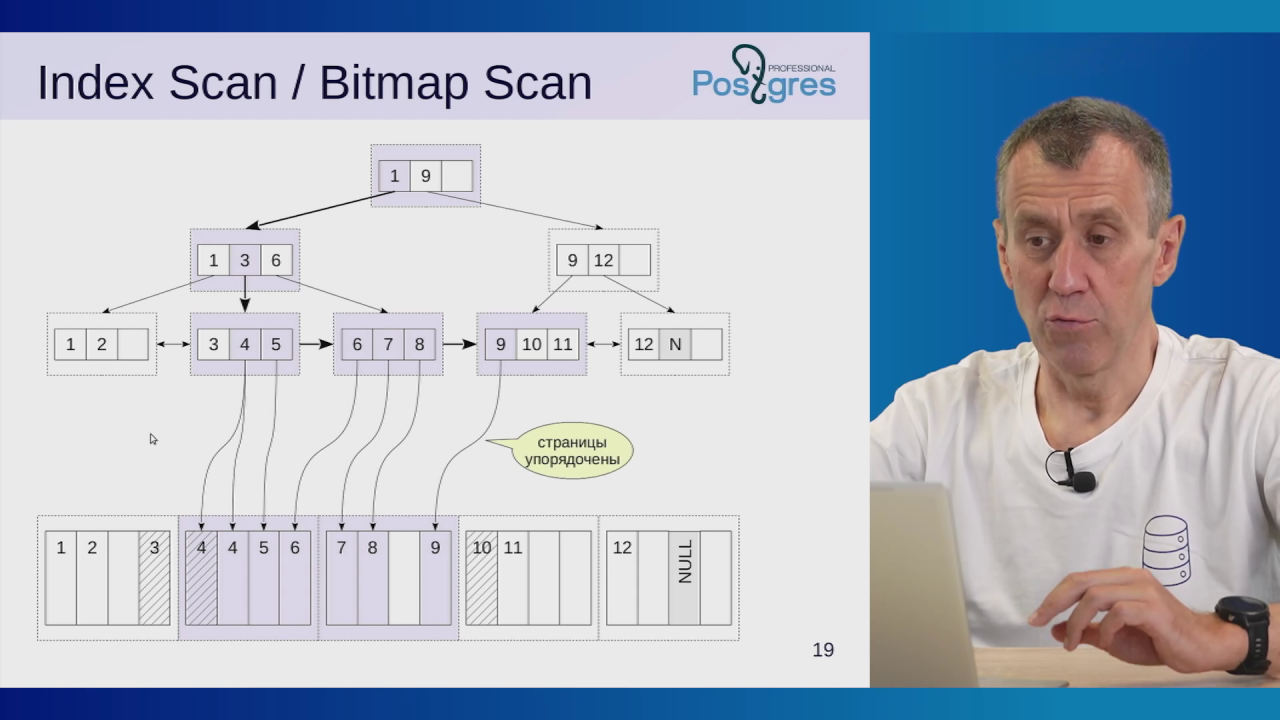 Index Scan / Bitmap Scan
PROFESSIONAL
Postgres
1 9
1 3 6
9 12
1 2
3 4 5
6 7 8
9 10 11
12 N
страницы
упорядочены
1 2 3
4 4 5 6
7 8 9
10 11
12 NULL
19